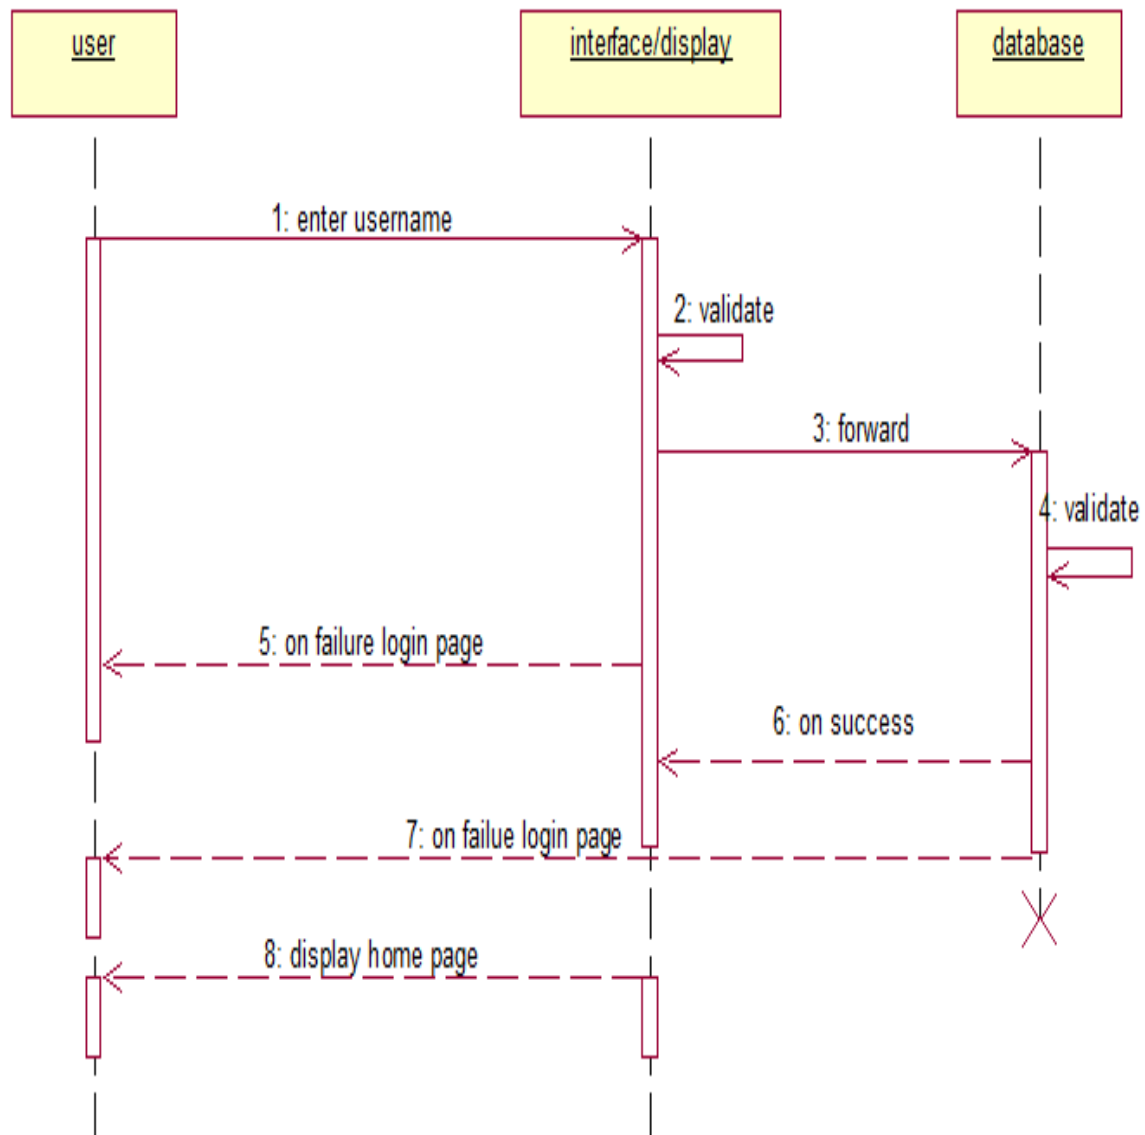 user
interface/display
database
1: enter username
2: validate
3: forward
4: validate
5: on failure login page
6: on success
7: on failue login page
8: display home page